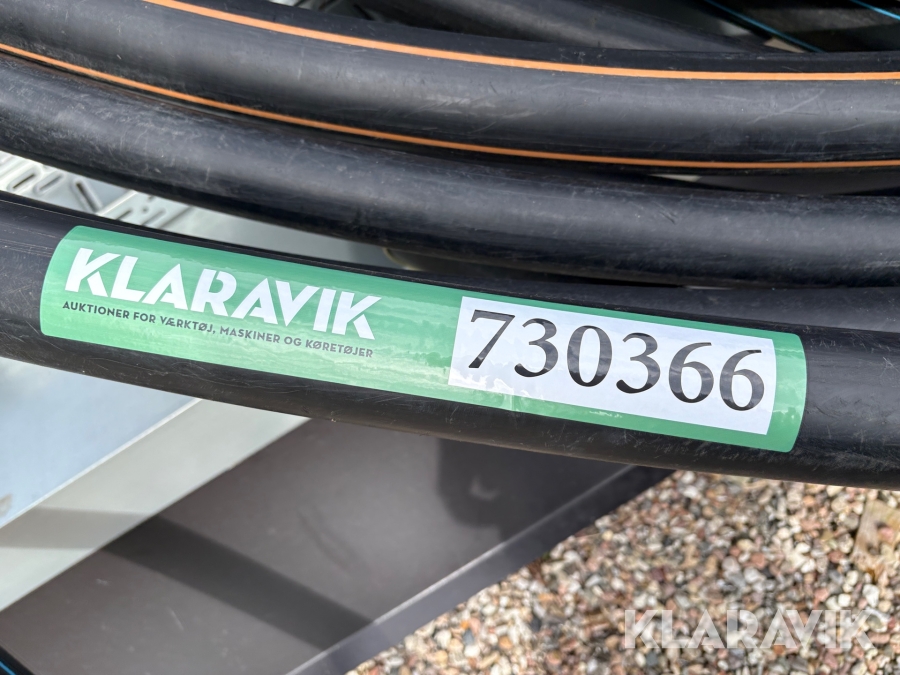 KLARAVIK
AUKTIONER FOR VÆRKTØJ, MASKINER OG KØRETØJER
730366
KLARAVIK